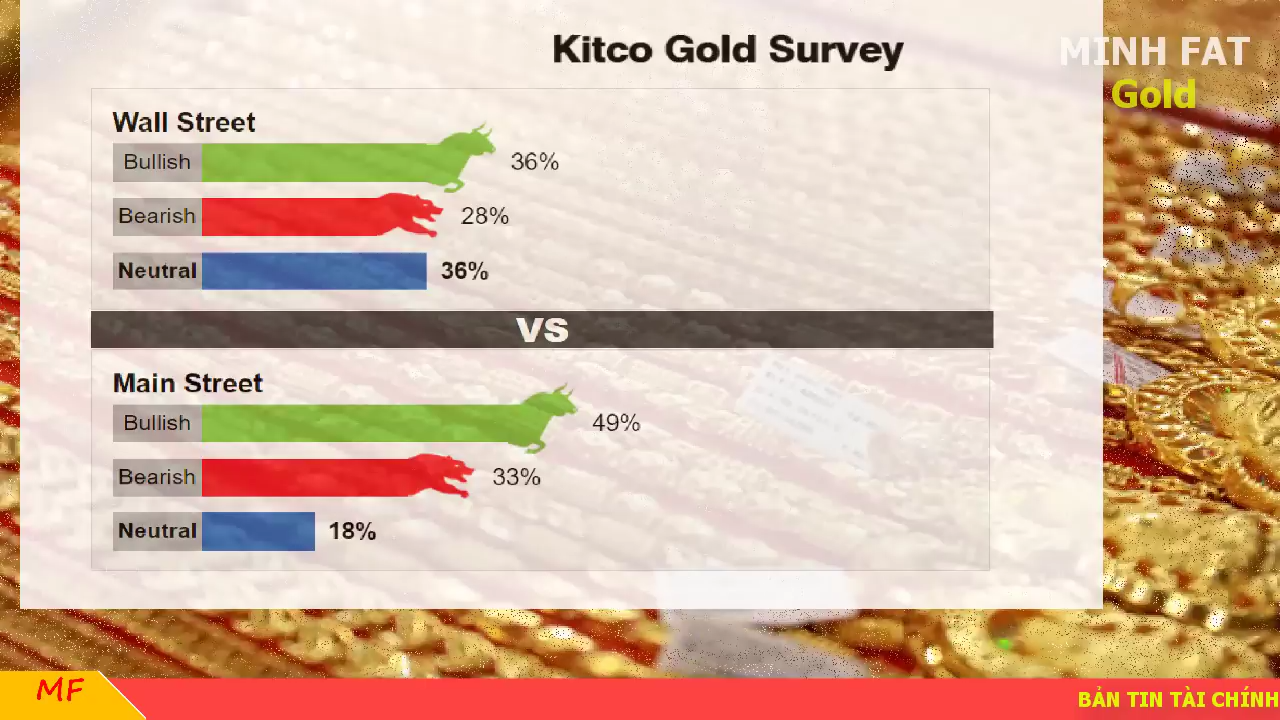 Kitco Gold Survey
MINH FAT
Gold
Wall Street
Bullish 36%
Bearish 28%
Neutral 36%
VS
Main Street
Bullish 49%
Bearish 33%
Neutral 18%
MF
BẢN TIN TÀI CHÍNH